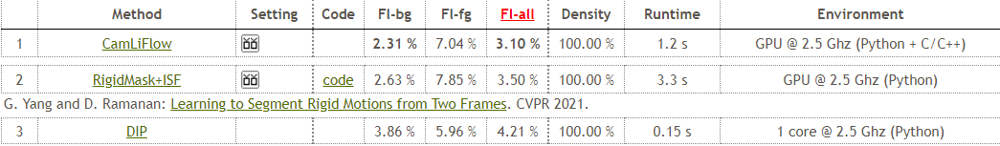 Method Setting Code Fl-bg Fl-fg Fl-all Density Runtime Environment
1 CamLiFlow 2.31 % 7.04 % 3.10 % 100.00 % 1.2 s GPU @ 2.5 Ghz (Python + C/C++)
2 RigidMask+ISF code 2.63 % 7.85 % 3.50 % 100.00 % 3.3 s GPU @ 2.5 Ghz (Python)
G. Yang and D. Ramanan: Learning to Segment Rigid Motions from Two Frames. CVPR 2021.
3 DIP 3.86 % 5.96 % 4.21 % 100.00 % 0.15 s 1 core @ 2.5 Ghz (Python)